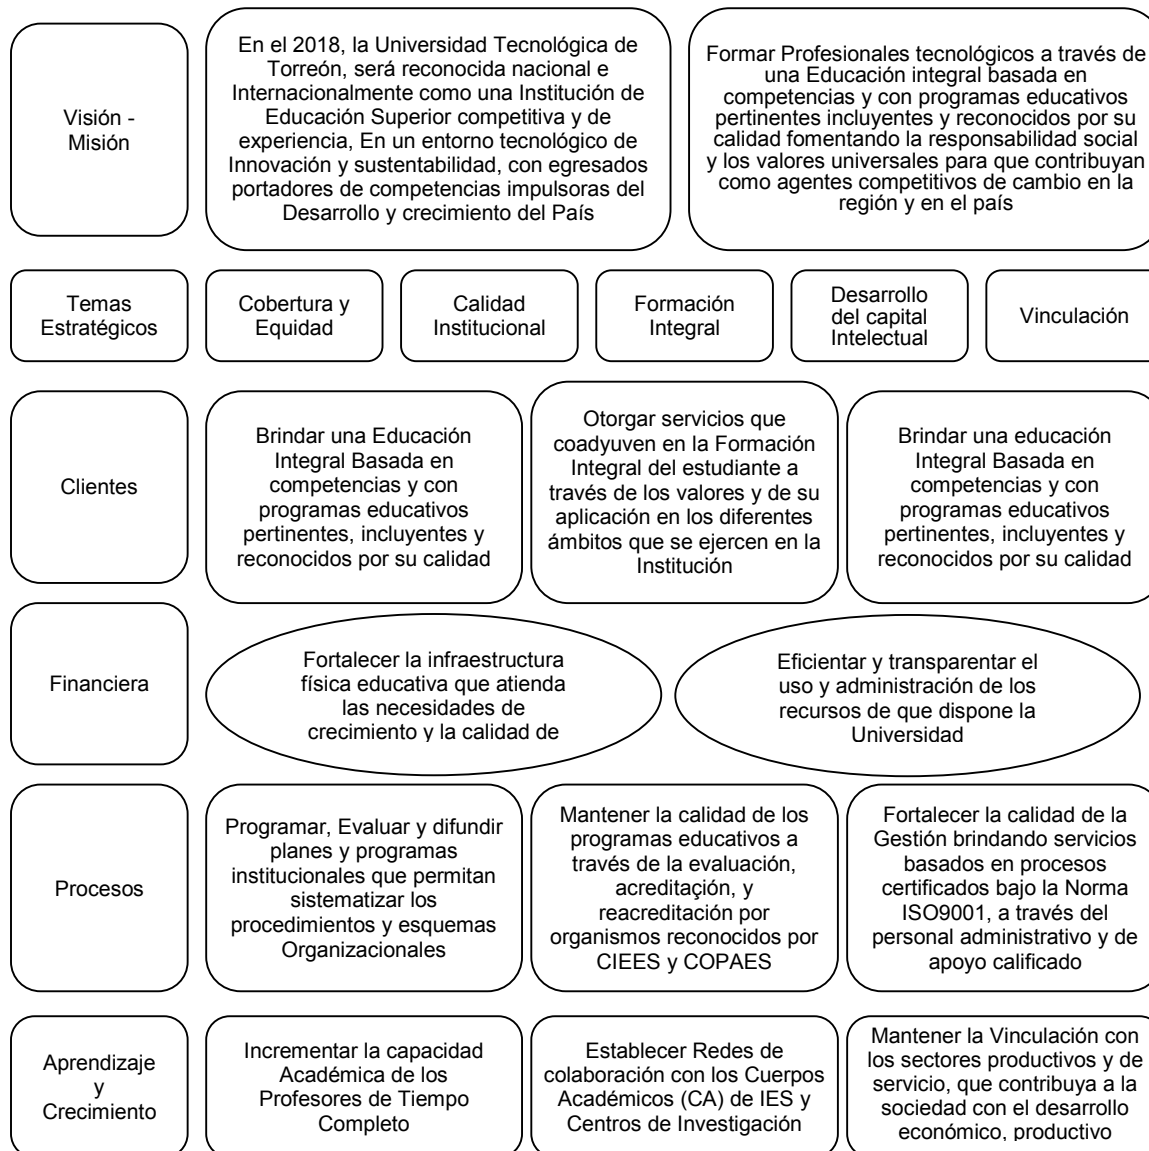 Visión -
Misión
En el 2018, la Universidad Tecnológica de
Torreón, será reconocida nacional e
Internacionalmente como una Institución de
Educación Superior competitiva y de
experiencia, En un entorno tecnológico de
Innovación y sustentabilidad, con egresados
portadores de competencias impulsoras del
Desarrollo y crecimiento del País
Formar Profesionales tecnológicos a través de
una Educación integral basada en
competencias y con programas educativos
pertinentes incluyentes y reconocidos por su
calidad fomentando la responsabilidad social
y los valores universales para que contribuyan
como agentes competitivos de cambio en la
región y en el país
Temas
Estratégicos
Cobertura y
Equidad
Calidad
Institucional
Formación
Integral
Desarrollo
del capital
Intelectual
Vinculación
Clientes
Brindar una Educación
Integral Basada en
competencias y con
programas educativos
pertinentes, incluyentes y
reconocidos por su calidad
Otorgar servicios que
coadyuven en la Formación
Integral del estudiante a
través de los valores y de su
aplicación en los diferentes
ámbitos que se ejercen en la
Institución
Brindar una educación
Integral Basada en
competencias y con
programas educativos
pertinentes, incluyentes y
reconocidos por su calidad
Financiera
Fortalecer la infraestructura
física educativa que atienda
las necesidades de
crecimiento y la calidad de
Eficientar y transparentar el
uso y administración de los
recursos de que dispone la
Universidad
Procesos
Programar, Evaluar y difundir
planes y programas
institucionales que permitan
sistematizar los
procedimientos y esquemas
Organizacionales
Mantener la calidad de los
programas educativos a
través de la evaluación,
acreditación, y
reacreditación por
organismos reconocidos por
CIEES y COPAES
Fortalecer la calidad de la
Gestión brindando servicios
basados en procesos
certificados bajo la Norma
ISO9001, a través del
personal administrativo y de
apoyo calificado
Aprendizaje
y
Crecimiento
Incrementar la capacidad
Académica de los
Profesores de Tiempo
Completo
Establecer Redes de
colaboración con los Cuerpos
Académicos (CA) de IES y
Centros de Investigación
Mantener la Vinculación con
los sectores productivos y de
servicio, que contribuya a la
sociedad con el desarrollo
económico, productivo